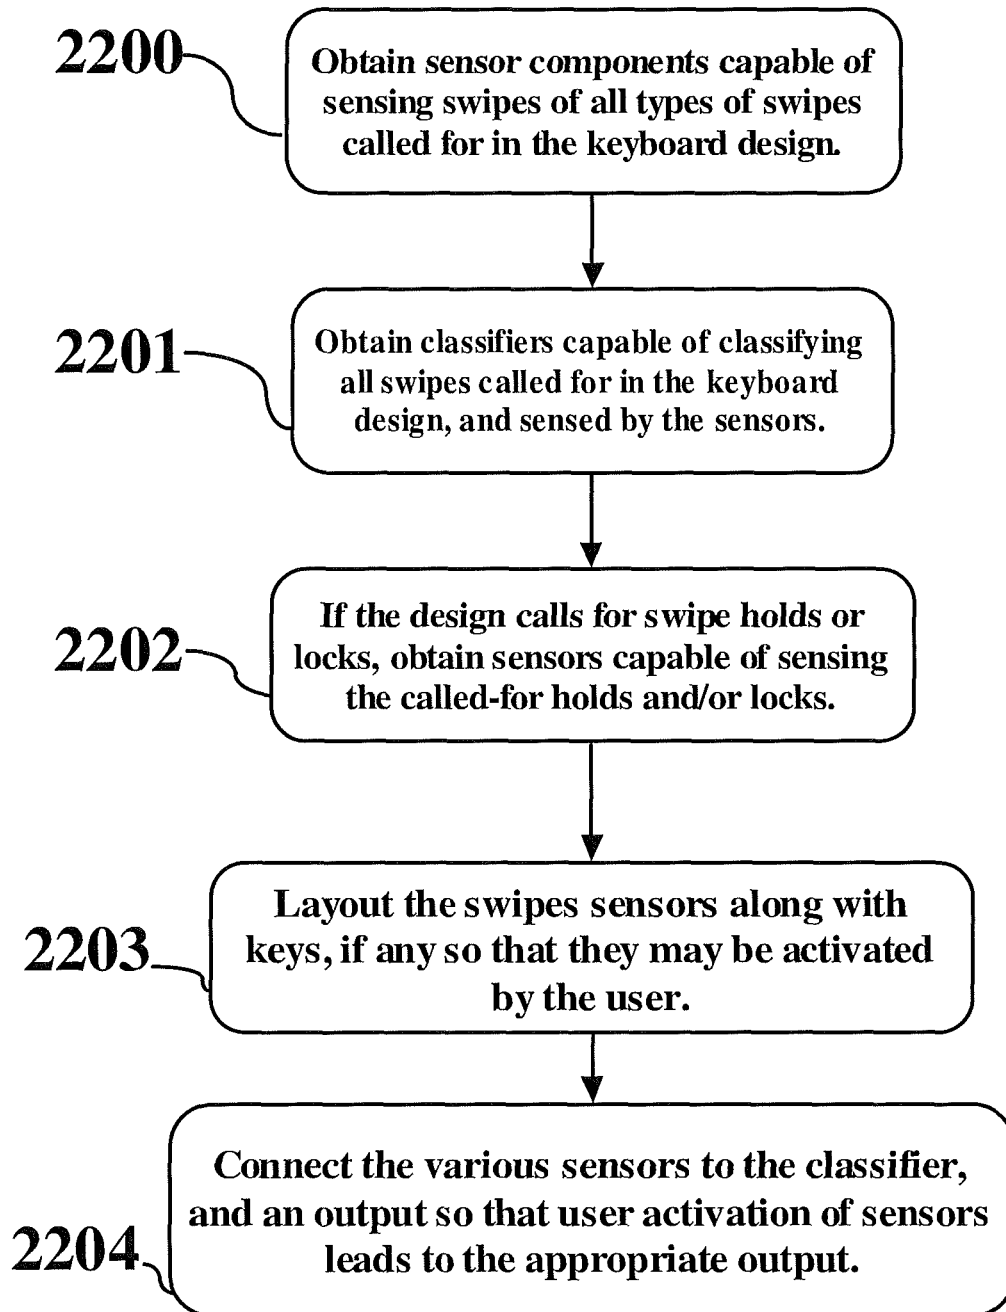 2200
Obtain sensor components capable of
sensing swipes of all types of swipes
called for in the keyboard design.
2201
Obtain classifiers capable of classifying
all swipes called for in the keyboard
design, and sensed by the sensors.
2202
If the design calls for swipe holds or
locks, obtain sensors capable of sensing
the called-for holds and/or locks.
2203
Layout the swipes sensors along with
keys, if any so that they may be activated
by the user.
2204
Connect the various sensors to the classifier,
and an output so that user activation of sensors
leads to the appropriate output.